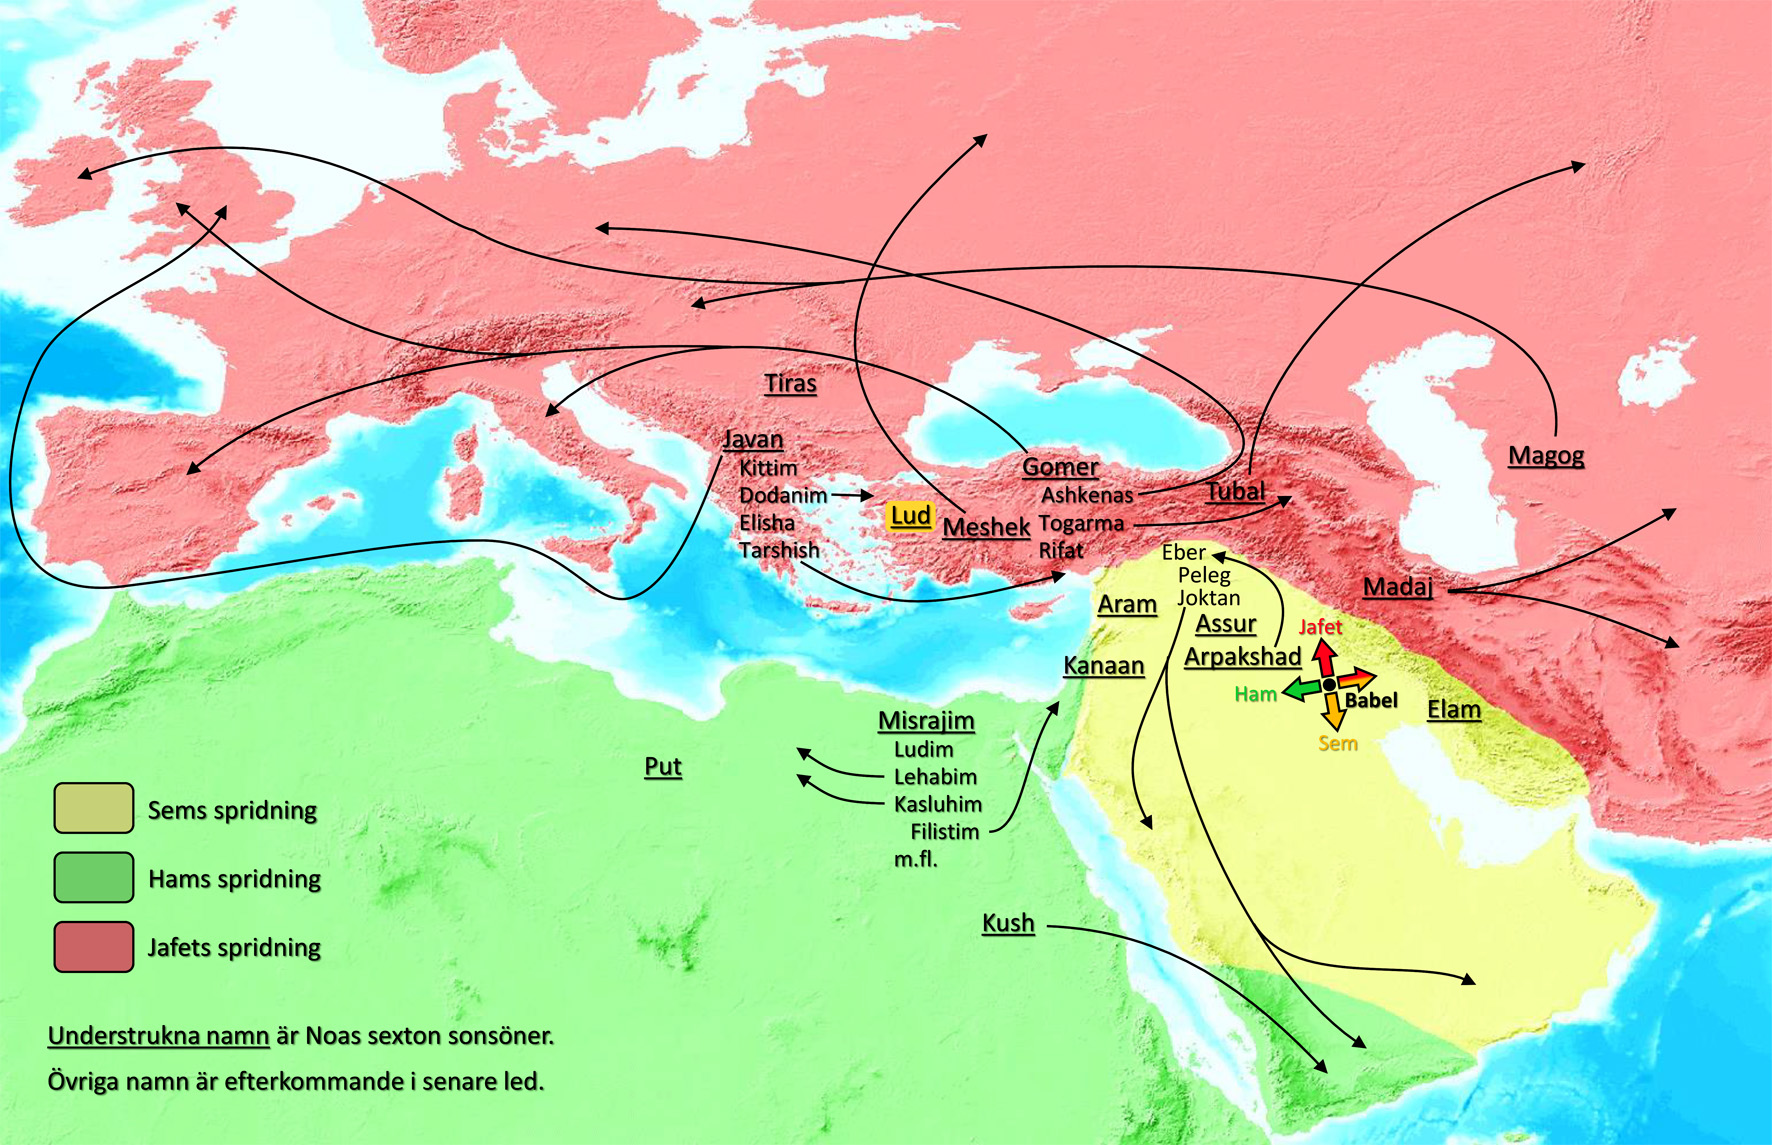 Tiras
Javan
Kittim
Dodanim
Elisha
Tarshish
Lud
Meshek
Gomer
Ashkenas
Togarma
Rifat
Tubal
Magog
Madaj
Eber
Peleg
Joktan
Aram
Assur
Arpakshad
Kanaan
Jafet
Ham
Babel
Sem
Elam
Misrajim
Ludim
Lehabim
Kasluhim
Filistim
m.fl.
Put
Kush
Sems spridning
Hams spridning
Jafets spridning
Understrukna namn är Noas sexton sonsöner.
Övriga namn är efterkommande i senare led.